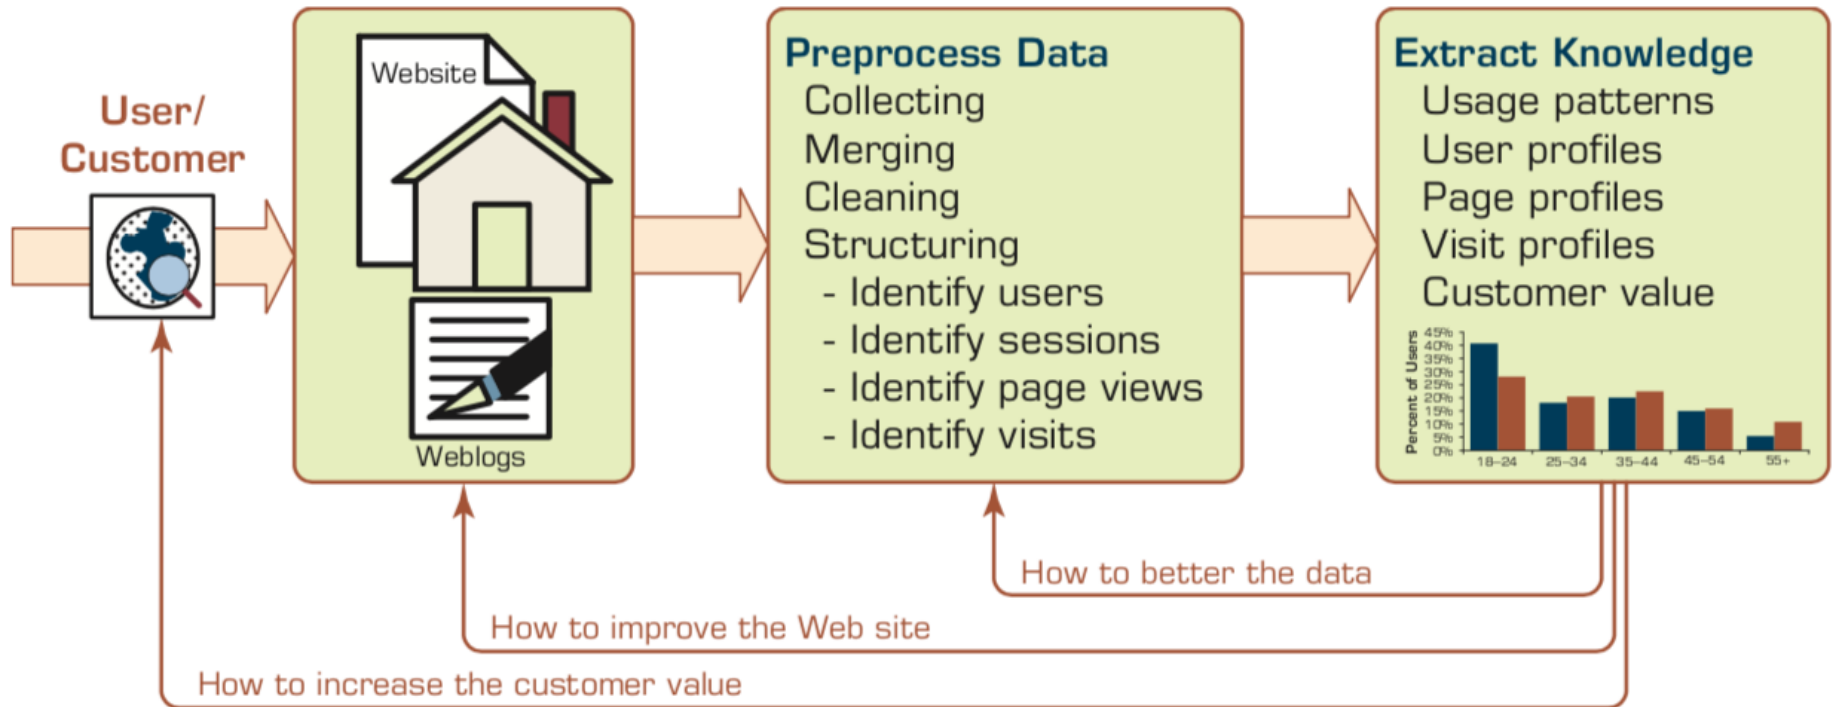 User/
Customer
Website
Weblogs
Preprocess Data
Collecting
Merging
Cleaning
Structuring
- Identify users
- Identify sessions
- Identify page views
- Identify visits
Extract Knowledge
Usage patterns
User profiles
Page profiles
Visit profiles
Customer value
Percent of Users
45%
40%
35%
30%
25%
20%
15%
10%
5%
0%
18–24
25–34
35–44
45–54
55+
How to better the data
How to improve the Web site
How to increase the customer value